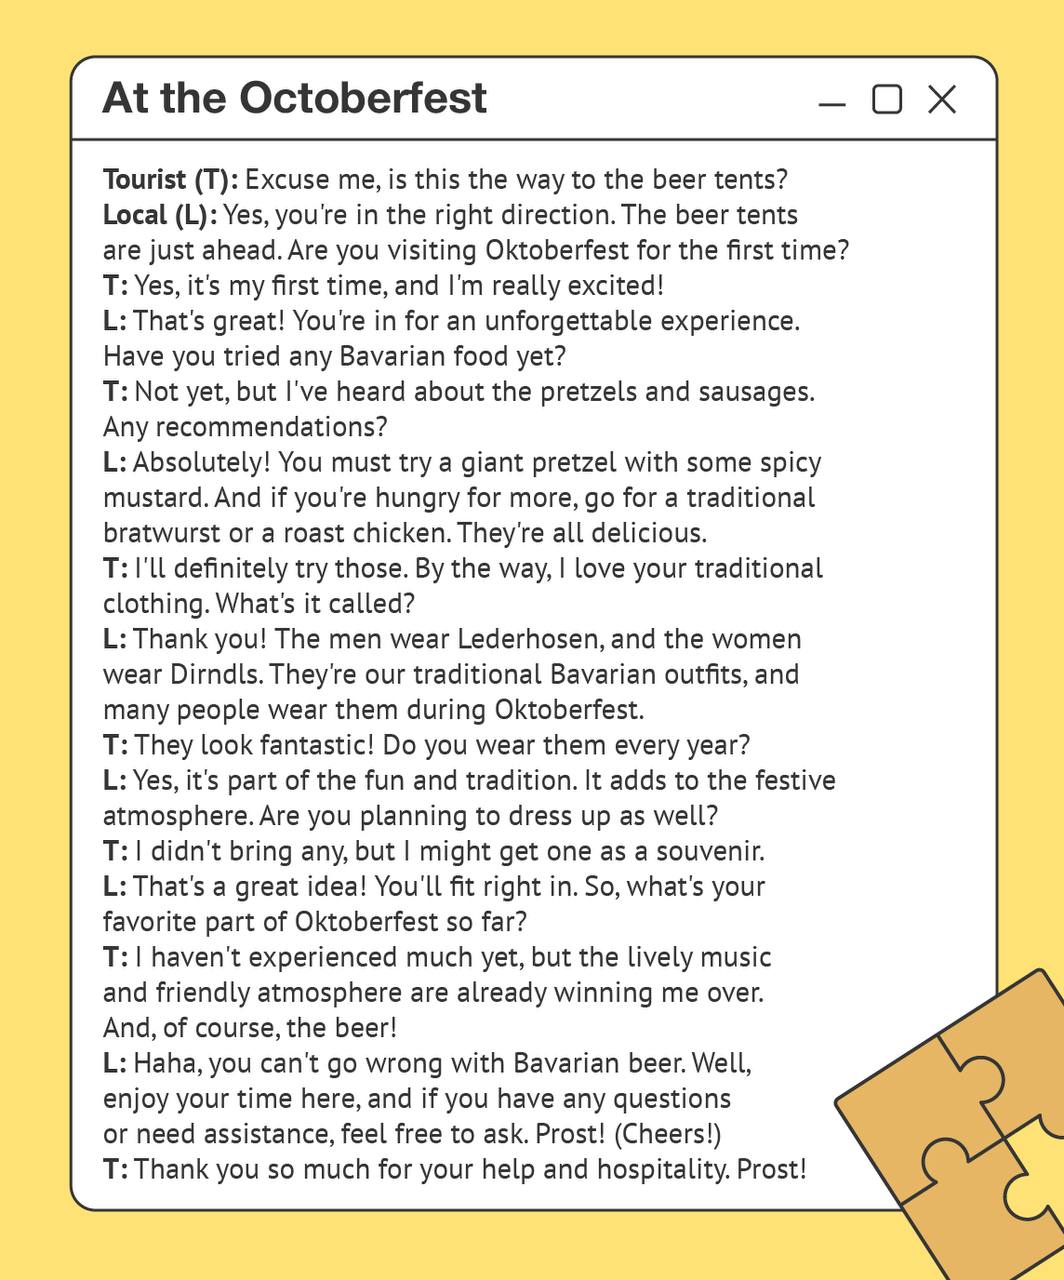 At the Octoberfest
Tourist (T): Excuse me, is this the way to the beer tents?
Local (L): Yes, you're in the right direction. The beer tents
are just ahead. Are you visiting Oktoberfest for the first time?
T: Yes, it's my first time, and I'm really excited!
L: That's great! You're in for an unforgettable experience.
Have you tried any Bavarian food yet?
T: Not yet, but I've heard about the pretzels and sausages.
Any recommendations?
L: Absolutely! You must try a giant pretzel with some spicy
mustard. And if you're hungry for more, go for a traditional
bratwurst or a roast chicken. They're all delicious.
T: I'll definitely try those. By the way, I love your traditional
clothing. What's it called?
L: Thank you! The men wear Lederhosen, and the women
wear Dirndls. They're our traditional Bavarian outfits, and
many people wear them during Oktoberfest.
T: They look fantastic! Do you wear them every year?
L: Yes, it's part of the fun and tradition. It adds to the festive
atmosphere. Are you planning to dress up as well?
T: I didn't bring any, but I might get one as a souvenir.
L: That's a great idea! You'll fit right in. So, what's your
favorite part of Oktoberfest so far?
T: I haven't experienced much yet, but the lively music
and friendly atmosphere are already winning me over.
And, of course, the beer!
L: Haha, you can't go wrong with Bavarian beer. Well,
enjoy your time here, and if you have any questions
or need assistance, feel free to ask. Prost! (Cheers!)
T: Thank you so much for your help and hospitality. Prost!